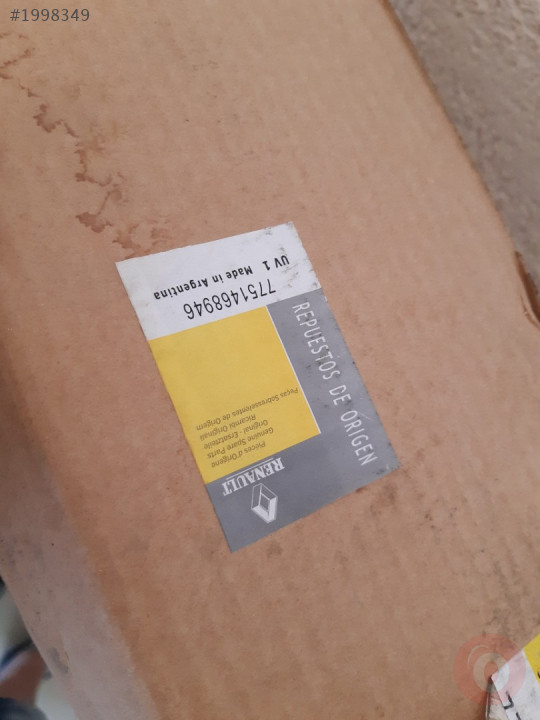 #1998349
RENAULT
Pièces d'Origine
Genuine Spare Parts
Original - Ersatzteile
Ricambi Originali
Peças Sobressalentes de Origem
REPUESTOS DE ORIGEN
7751468946
UV 1 Made in Argentina